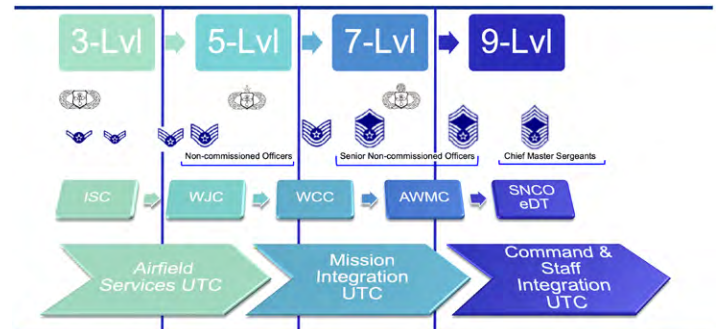 3-Lvl
5-Lvl
7-Lvl
9-Lvl
Non-commissioned Officers
Senior Non-commissioned Officers
Chief Master Sergeants
ISC
WJC
WCC
AWMC
SNCO
eDT
Airfield
Services UTC
Mission
Integration
UTC
Command &
Staff
Integration
UTC